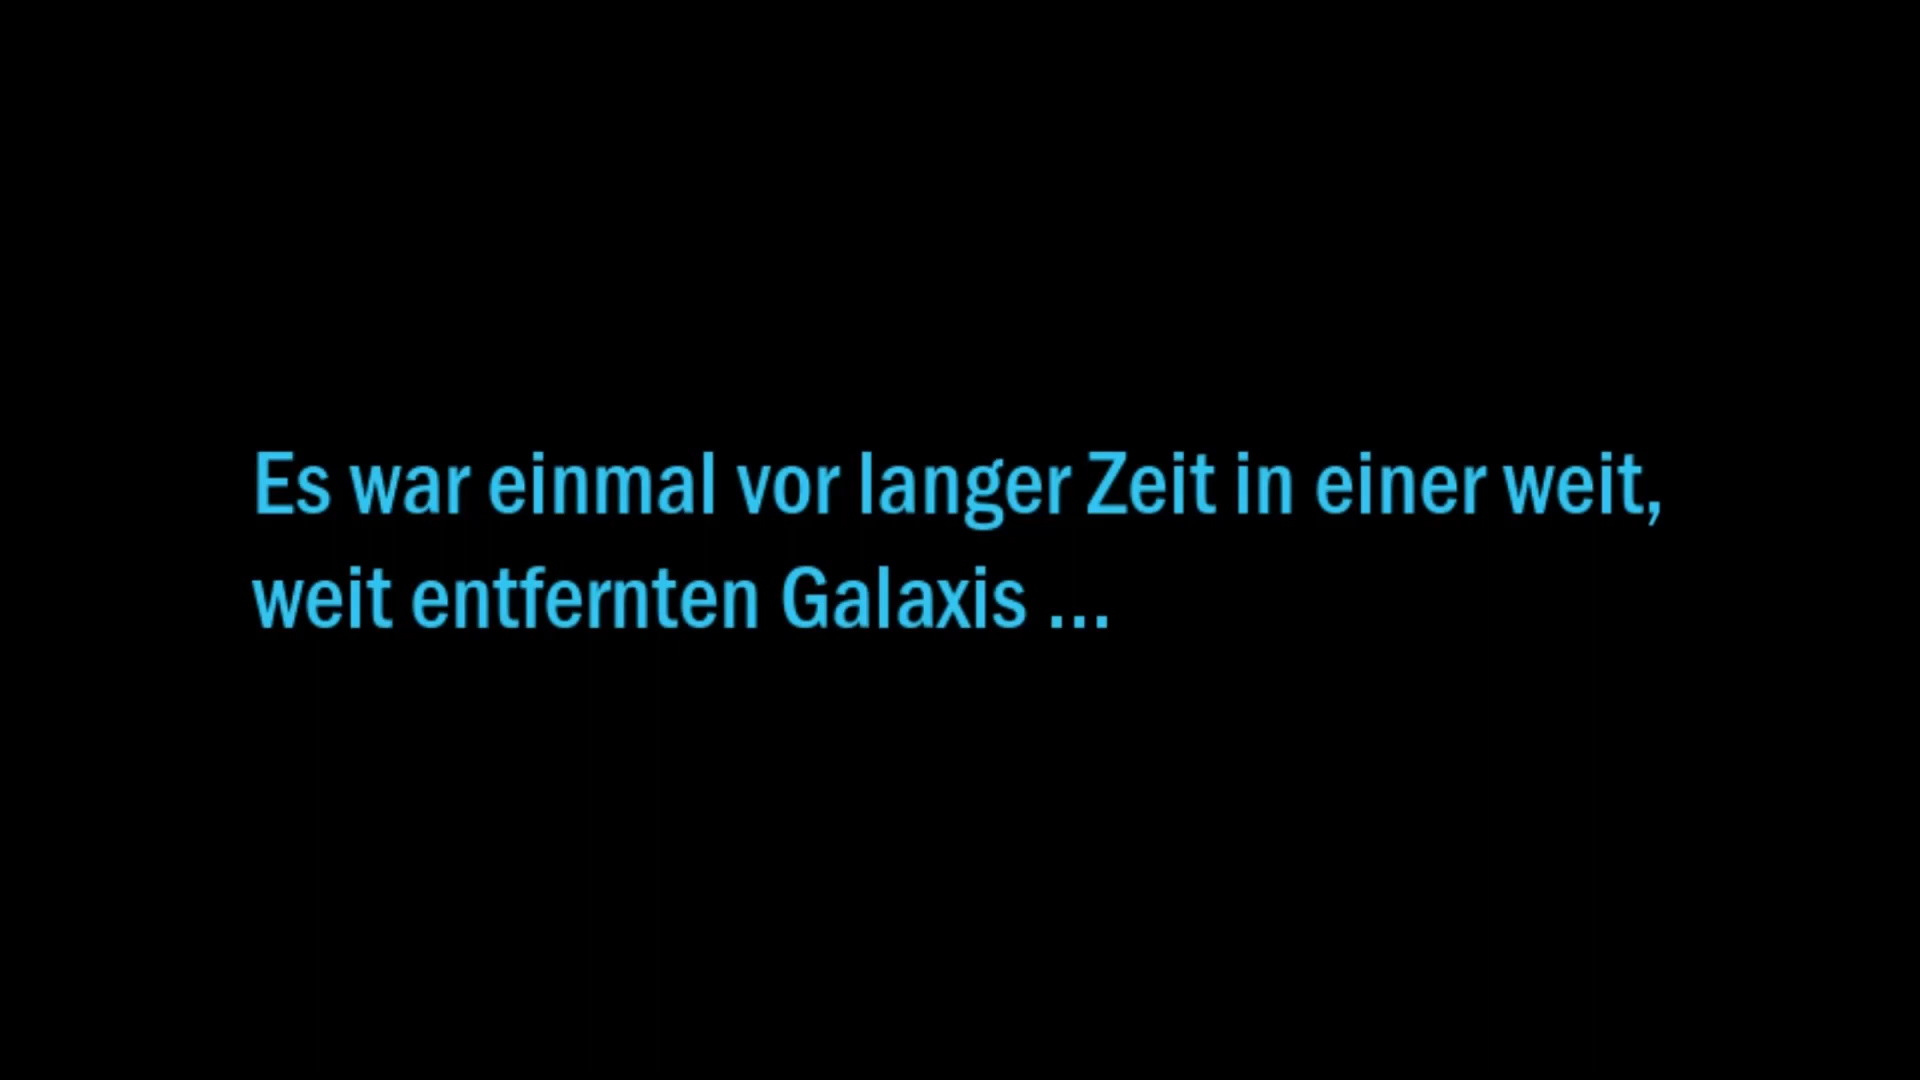 Es war einmal vor langer Zeit in einer weit,
weit entfernten Galaxis ...